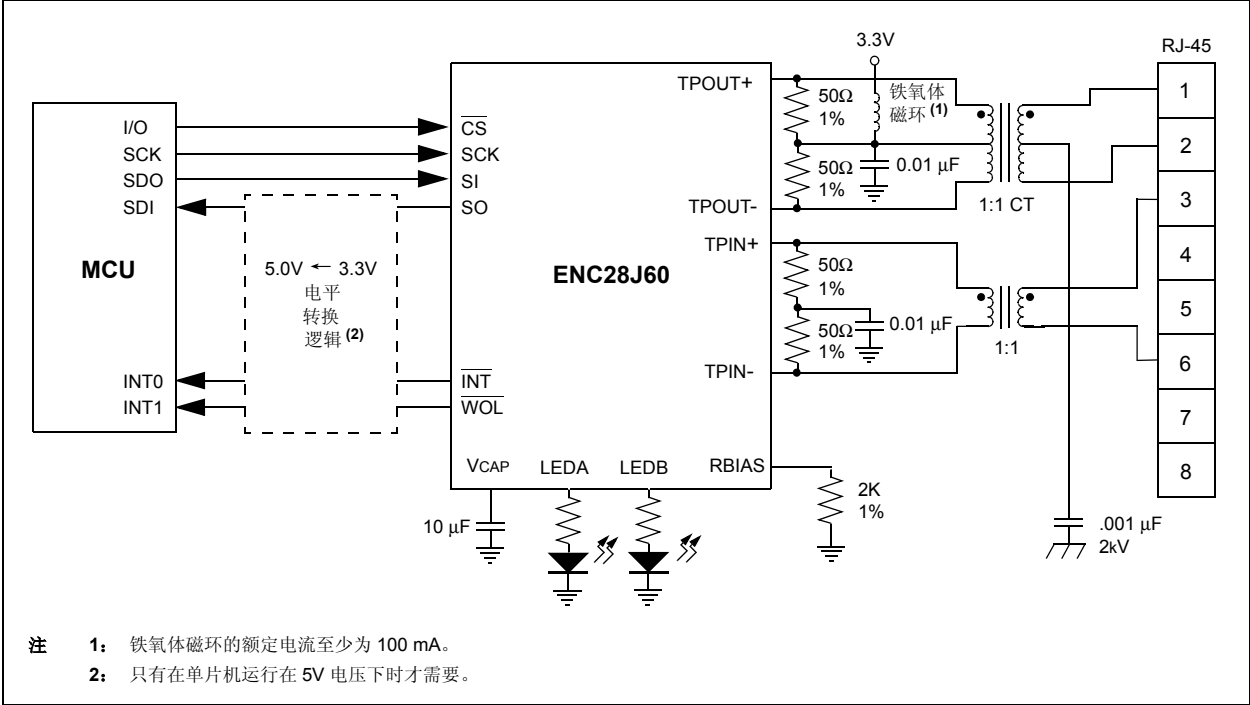 3.3V
RJ-45
TPOUT+
50Ω
1%
铁氧体
磁环 (1)
1
I/O
CS
SCK
SCK
SDO
SI
SDI
SO
50Ω
1%
0.01 μF
2
TPOUT-
1:1 CT
3
TPIN+
MCU
5.0V ← 3.3V
电平
转换
逻辑 (2)
ENC28J60
50Ω
1%
4
50Ω
1%
0.01 μF
5
1:1
6
TPIN-
INT0
INT
INT1
WOL
7
VCAP
LEDA
LEDB
RBIAS
8
2K
1%
10 μF
.001 μF
2kV
注 1： 铁氧体磁环的额定电流至少为 100 mA。
2： 只有在单片机运行在 5V 电压下时才需要。